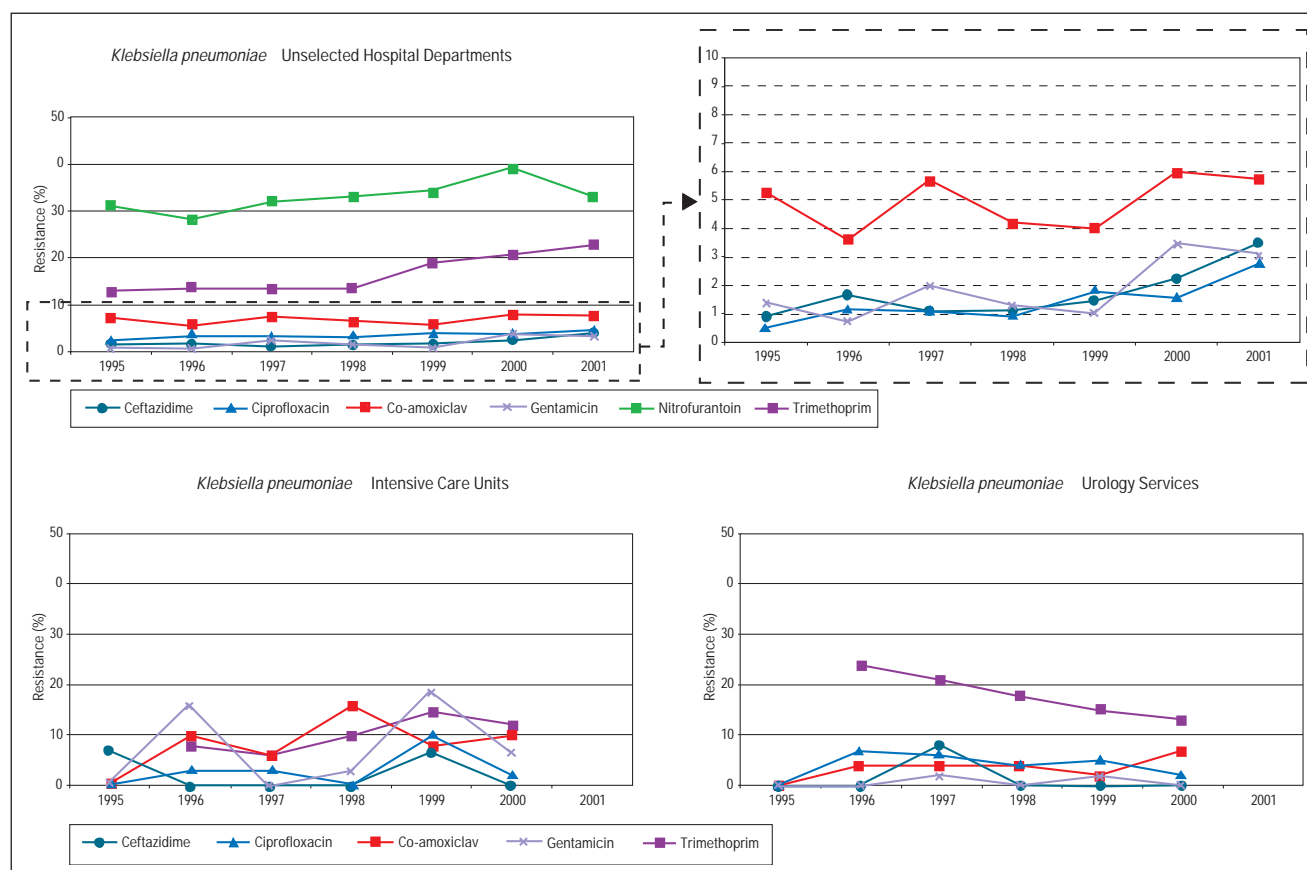 Klebsiella pneumoniae Unselected Hospital Departments
Resistance (%)
50
0
30
20
10
0
1995 1996 1997 1998 1999 2000 2001
10
9
8
7
6
5
4
3
2
1
0
1995 1996 1997 1998 1999 2000 2001
Ceftazidime Ciprofloxacin Co-amoxiclav Gentamicin Nitrofurantoin Trimethoprim
Klebsiella pneumoniae Intensive Care Units
Resistance (%)
50
0
30
20
10
0
1995 1996 1997 1998 1999 2000 2001
Klebsiella pneumoniae Urology Services
Resistance (%)
50
0
30
20
10
0
1995 1996 1997 1998 1999 2000 2001
Ceftazidime Ciprofloxacin Co-amoxiclav Gentamicin Trimethoprim